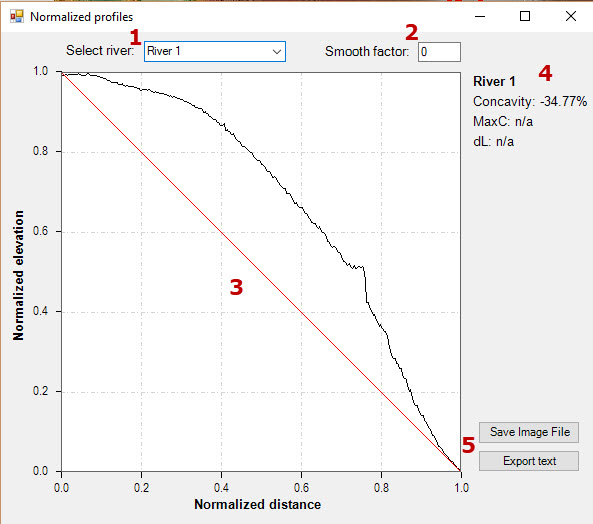 Normalized profiles
1
2
Select river: River 1 Smooth factor: 0
4
River 1
Concavity: -34.77%
MaxC: n/a
dL: n/a
1.0
0.8
0.6
0.4
0.2
0.0
Normalized elevation
3
5
Save Image File
Export text
0.0 0.2 0.4 0.6 0.8 1.0
Normalized distance